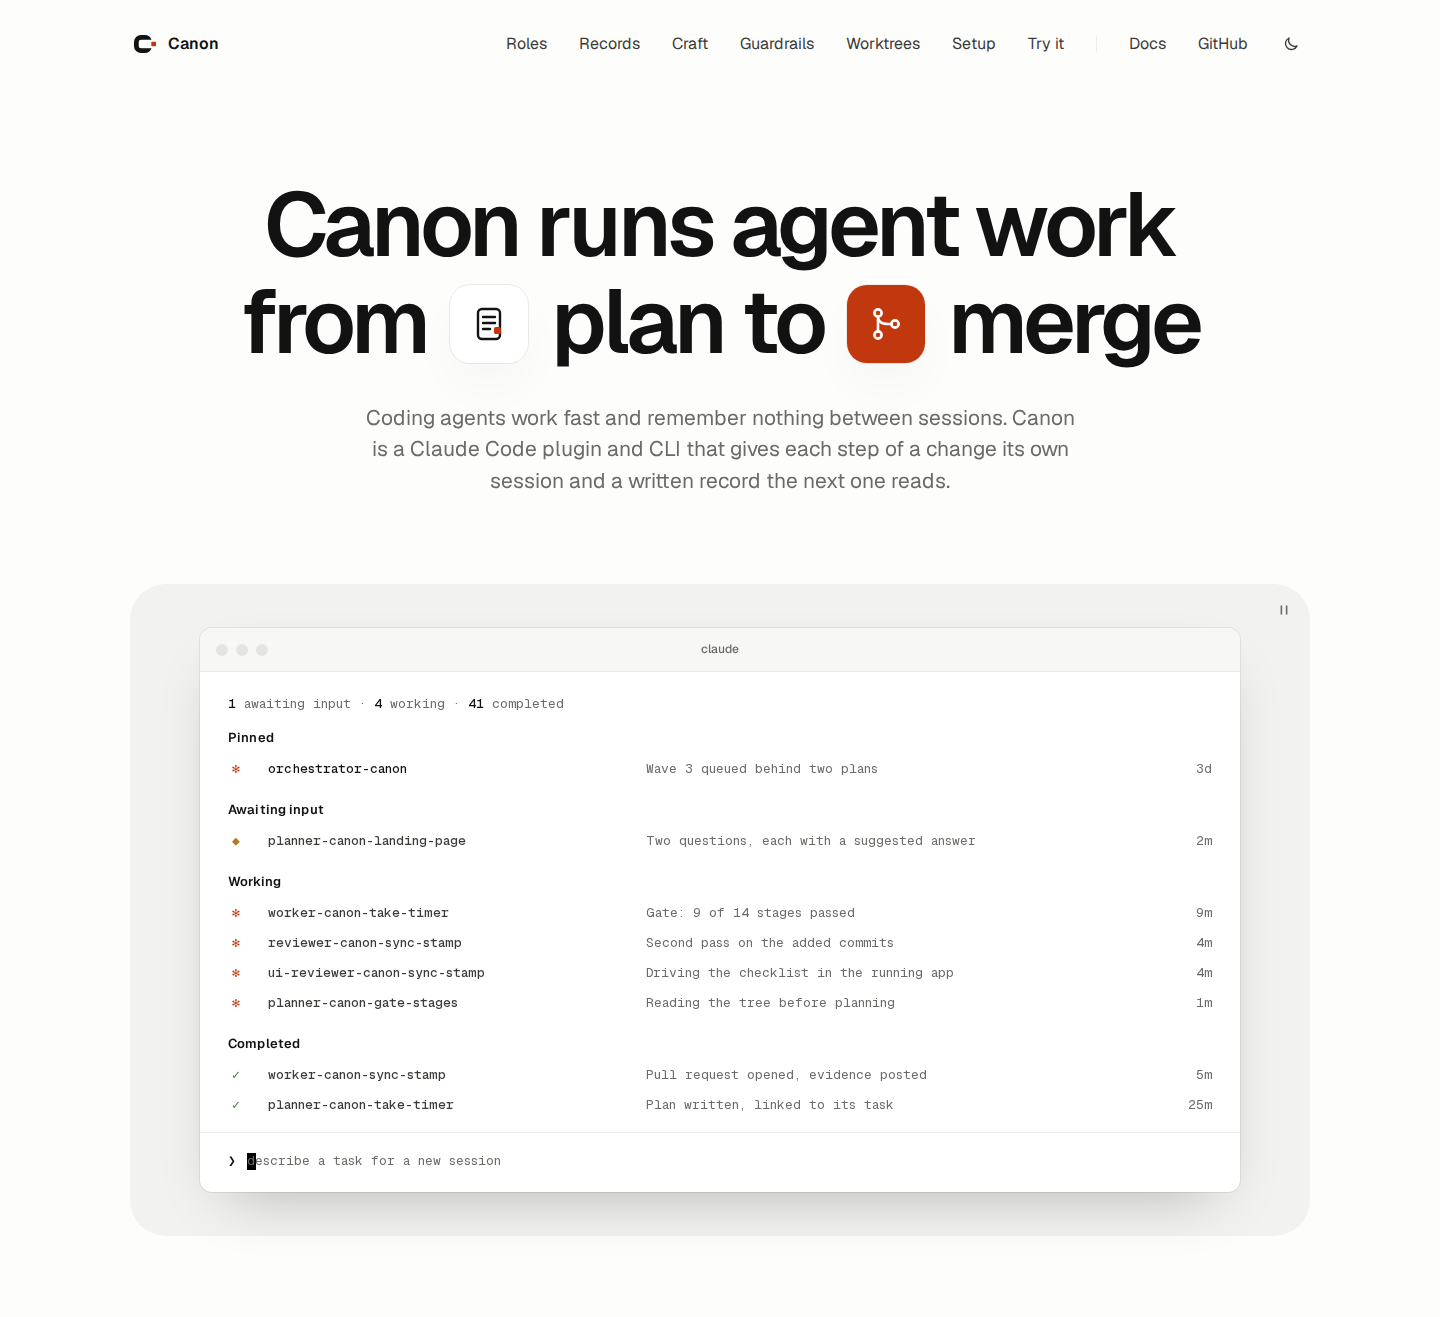 Canon
Roles Records Craft Guardrails Worktrees Setup Try it Docs GitHub
Canon runs agent work
from plan to merge
Coding agents work fast and remember nothing between sessions. Canon
is a Claude Code plugin and CLI that gives each step of a change its own
session and a written record the next one reads.
claude
1 awaiting input · 4 working · 41 completed
Pinned
✻ orchestrator-canon Wave 3 queued behind two plans 3d
Awaiting input
◆ planner-canon-landing-page Two questions, each with a suggested answer 2m
Working
✻ worker-canon-take-timer Gate: 9 of 14 stages passed 9m
✻ reviewer-canon-sync-stamp Second pass on the added commits 4m
✻ ui-reviewer-canon-sync-stamp Driving the checklist in the running app 4m
✻ planner-canon-gate-stages Reading the tree before planning 1m
Completed
✓ worker-canon-sync-stamp Pull request opened, evidence posted 5m
✓ planner-canon-take-timer Plan written, linked to its task 25m
❯ describe a task for a new session